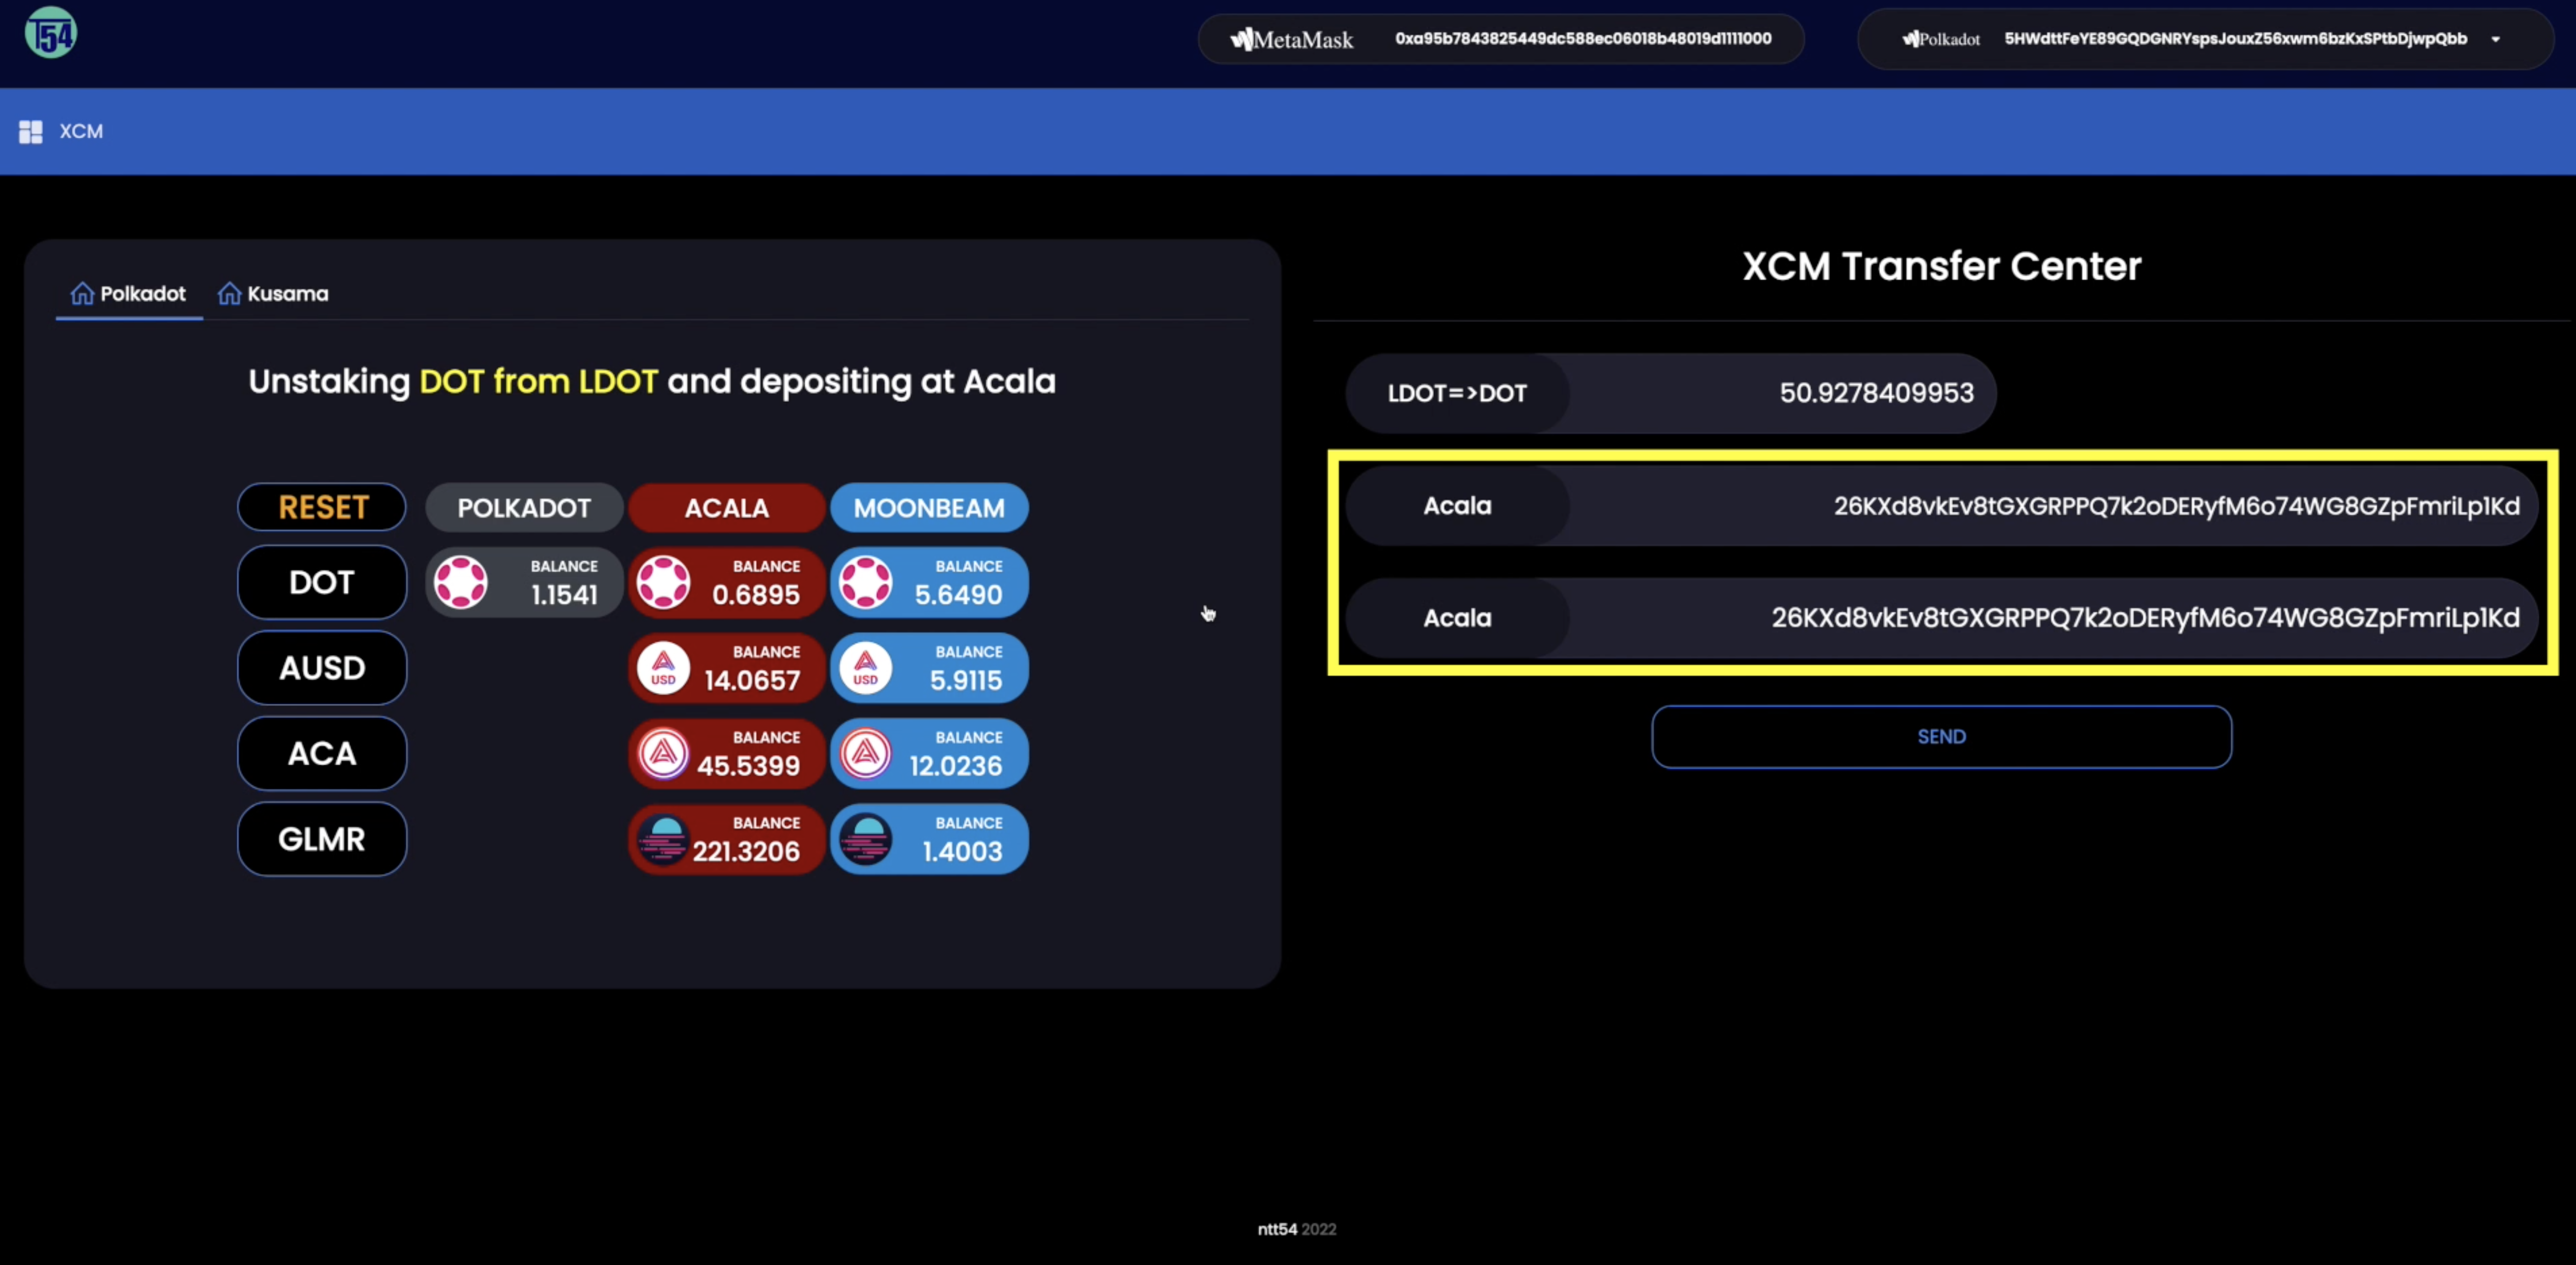 T54
MetaMask 0xa95b7843825449dc588ec06018b48019d1111000
Polkadot 5HWdttFeYE89GQDGNRYspsJouxZ56xwm6bzKxSPtbDjwpQbb
XCM
Polkadot Kusama
Unstaking DOT from LDOT and depositing at Acala
RESET POLKADOT ACALA MOONBEAM
DOT
BALANCE
1.1541
BALANCE
0.6895
BALANCE
5.6490
AUSD
USD
BALANCE
14.0657
USD
BALANCE
5.9115
ACA
BALANCE
45.5399
BALANCE
12.0236
GLMR
BALANCE
221.3206
BALANCE
1.4003
XCM Transfer Center
LDOT=>DOT 50.9278409953
Acala 26KXd8vkEv8tGXGRPPQ7k2oDERyfM6o74WG8GZpFmriLp1Kd
Acala 26KXd8vkEv8tGXGRPPQ7k2oDERyfM6o74WG8GZpFmriLp1Kd
SEND
ntt54 2022